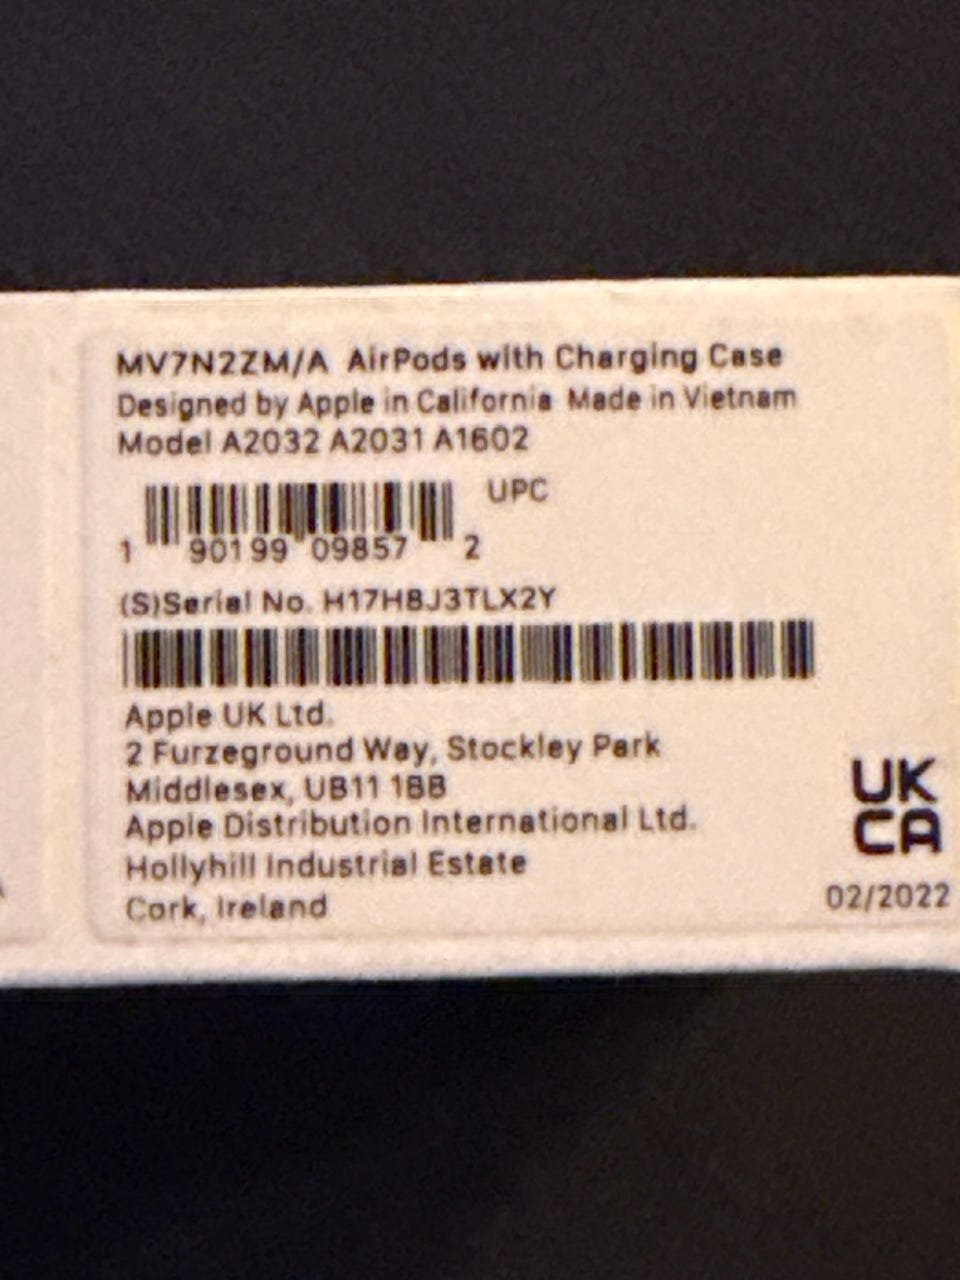 MV7N2ZM/A AirPods with Charging Case
Designed by Apple in California Made in Vietnam
Model A2032 A2031 A1602
UPC
1 90199 09857 2
(S)Serial No. H17H8J3TLX2Y
Apple UK Ltd.
2 Furzeground Way, Stockley Park
Middlesex, UB11 1BB
Apple Distribution International Ltd.
Hollyhill Industrial Estate
Cork, Ireland
UK
CA
02/2022